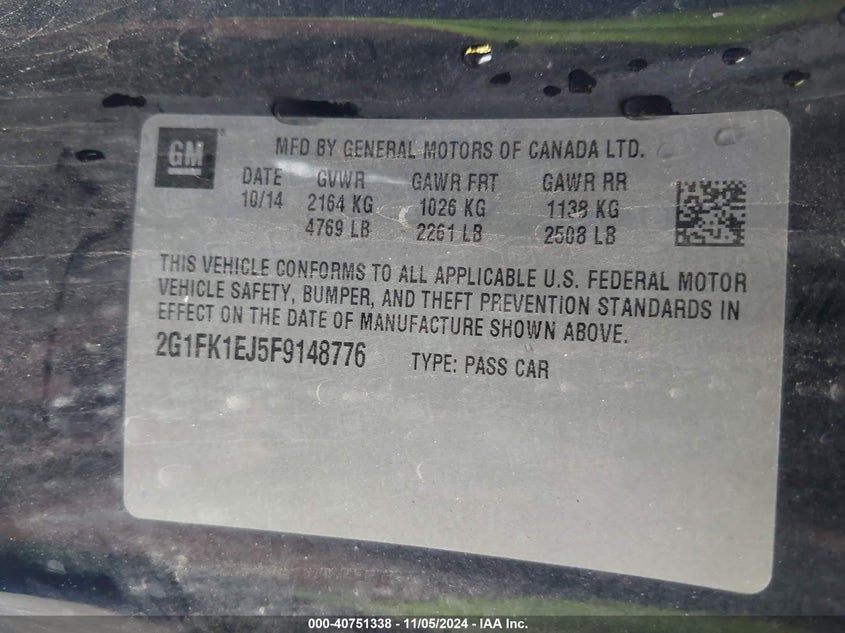 GM
MFD BY GENERAL MOTORS OF CANADA LTD.
DATE GVWR GAWR FRT GAWR RR
10/14 2164 KG 1026 KG 1138 KG
4769 LB 2261 LB 2508 LB
THIS VEHICLE CONFORMS TO ALL APPLICABLE U.S. FEDERAL MOTOR
VEHICLE SAFETY, BUMPER, AND THEFT PREVENTION STANDARDS IN
EFFECT ON THE DATE OF MANUFACTURE SHOWN ABOVE.
2G1FK1EJ5F9148776 TYPE: PASS CAR
000-40751338 - 11/05/2024 - IAA Inc.